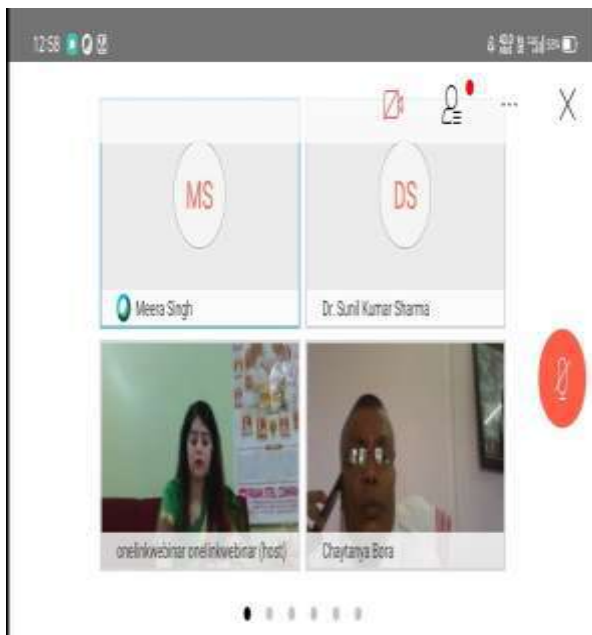 12:58
MS
DS
Meera Singh
Dr. Sunil Kumar Sharma
onelinkwebinar onelinkwebinar (host)
Chaytanya Bora